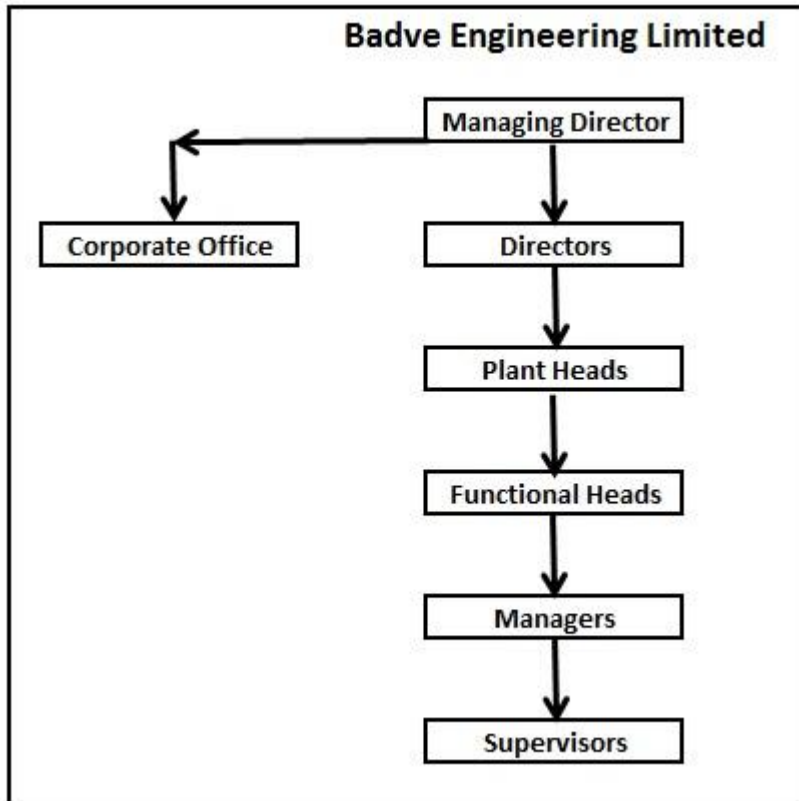 Badve Engineering Limited
Managing Director
Corporate Office
Directors
Plant Heads
Functional Heads
Managers
Supervisors